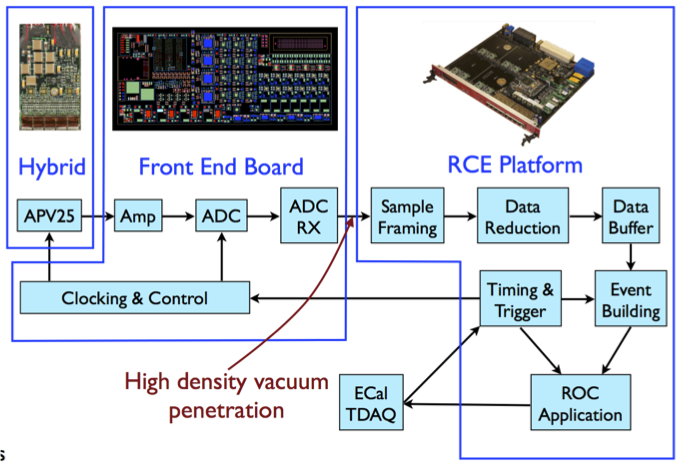 Hybrid
Front End Board
RCE Platform
APV25
Amp
ADC
ADC
RX
Sample
Framing
Data
Reduction
Data
Buffer
Clocking & Control
Timing &
Trigger
Event
Building
High density vacuum
penetration
ECal
TDAQ
ROC
Application
s